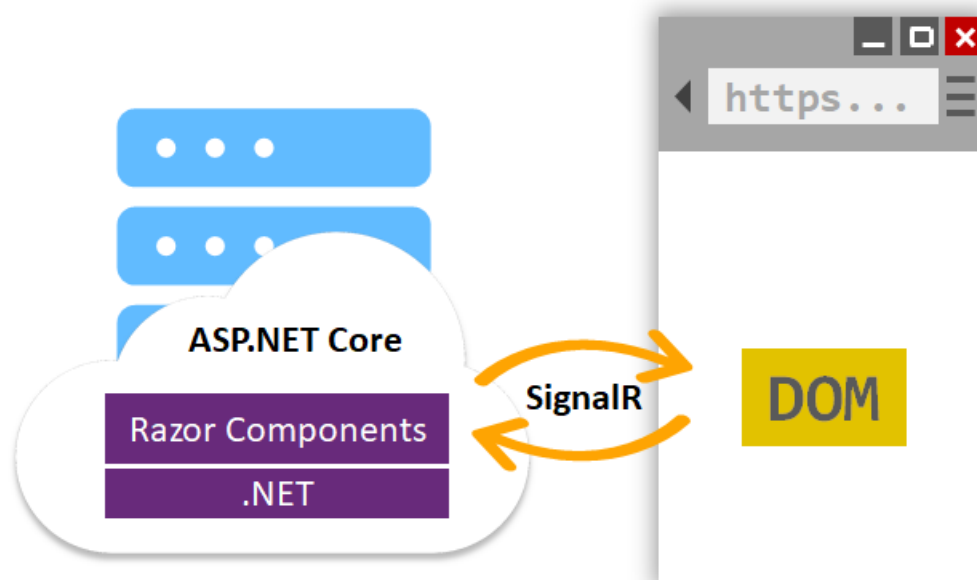 https...
ASP.NET Core
SignalR
Razor Components
DOM
.NET